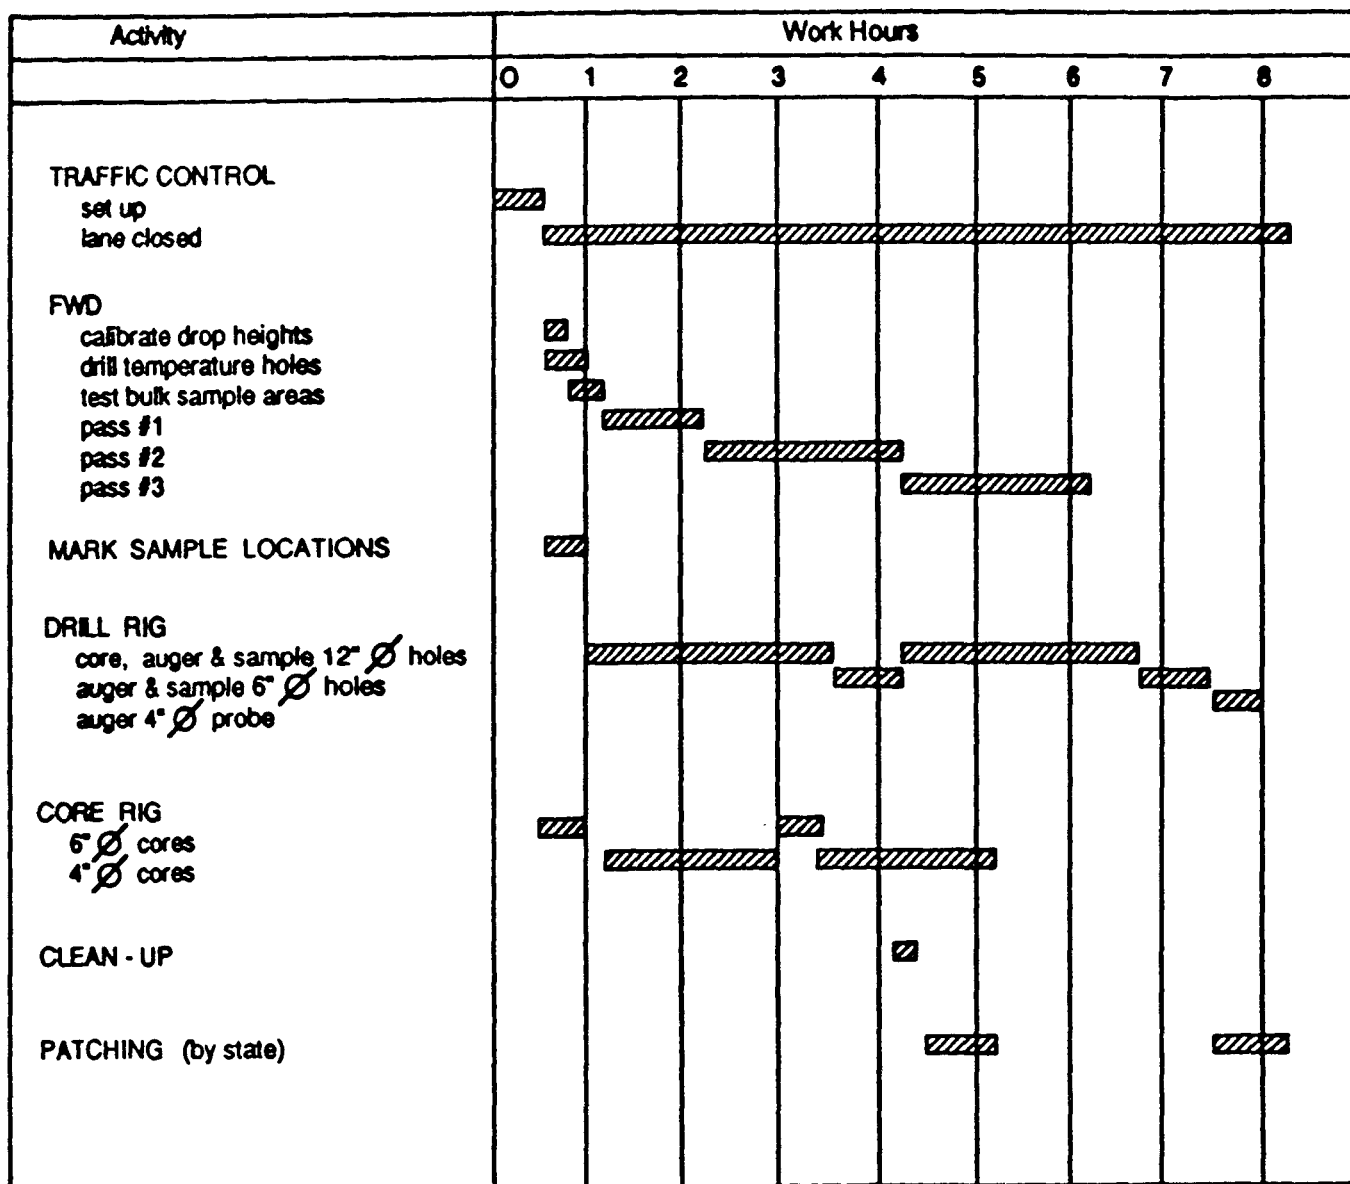 Activity Work Hours
0 1 2 3 4 5 6 7 8
TRAFFIC CONTROL
set up
lane closed
FWD
calibrate drop heights
drill temperature holes
test bulk sample areas
pass #1
pass #2
pass #3
MARK SAMPLE LOCATIONS
DRILL RIG
core, auger & sample 12" Ø holes
auger & sample 6" Ø holes
auger 4" Ø probe
CORE RIG
6" Ø cores
4" Ø cores
CLEAN - UP
PATCHING (by state)